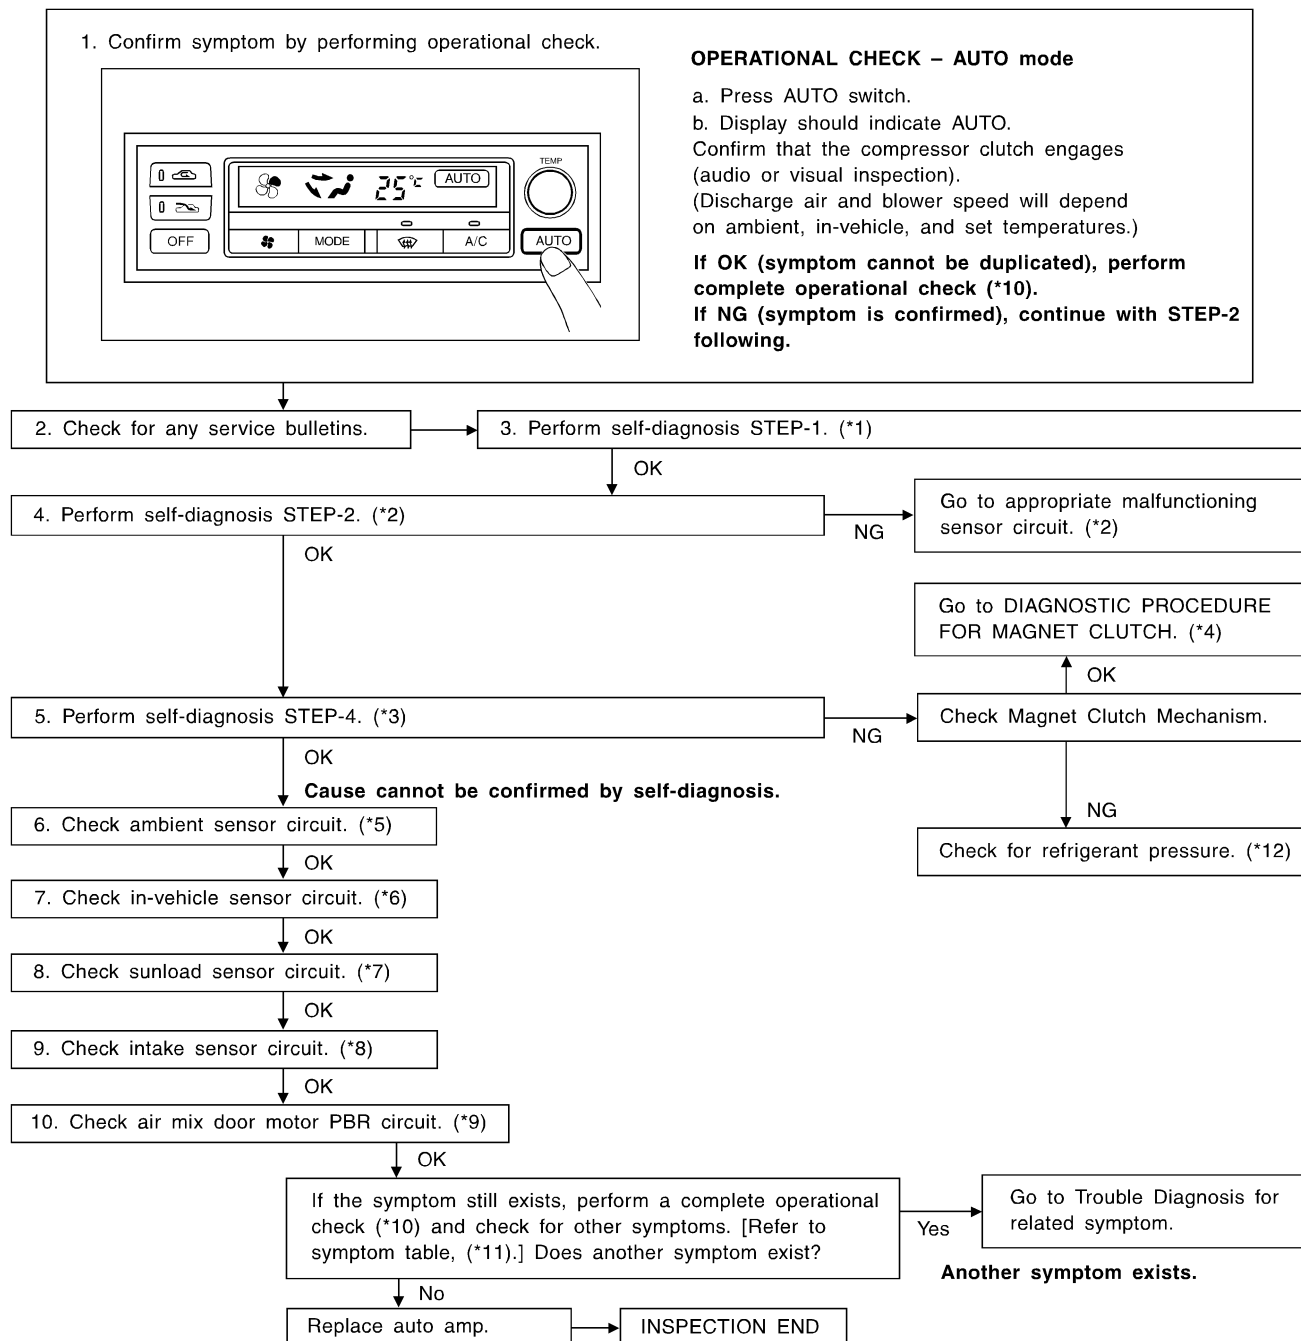 1. Confirm symptom by performing operational check.
TEMP
25°C
AUTO
OFF
MODE
A/C
AUTO
OPERATIONAL CHECK – AUTO mode
a. Press AUTO switch.
b. Display should indicate AUTO.
Confirm that the compressor clutch engages
(audio or visual inspection).
(Discharge air and blower speed will depend
on ambient, in-vehicle, and set temperatures.)
If OK (symptom cannot be duplicated), perform
complete operational check (*10).
If NG (symptom is confirmed), continue with STEP-2
following.
2. Check for any service bulletins.
3. Perform self-diagnosis STEP-1. (*1)
OK
4. Perform self-diagnosis STEP-2. (*2)
NG
Go to appropriate malfunctioning
sensor circuit. (*2)
OK
Go to DIAGNOSTIC PROCEDURE
FOR MAGNET CLUTCH. (*4)
OK
5. Perform self-diagnosis STEP-4. (*3)
NG
Check Magnet Clutch Mechanism.
OK
Cause cannot be confirmed by self-diagnosis.
NG
Check for refrigerant pressure. (*12)
6. Check ambient sensor circuit. (*5)
OK
7. Check in-vehicle sensor circuit. (*6)
OK
8. Check sunload sensor circuit. (*7)
OK
9. Check intake sensor circuit. (*8)
OK
10. Check air mix door motor PBR circuit. (*9)
OK
If the symptom still exists, perform a complete operational
check (*10) and check for other symptoms. [Refer to
symptom table, (*11).] Does another symptom exist?
Yes
Go to Trouble Diagnosis for
related symptom.
Another symptom exists.
No
Replace auto amp.
INSPECTION END